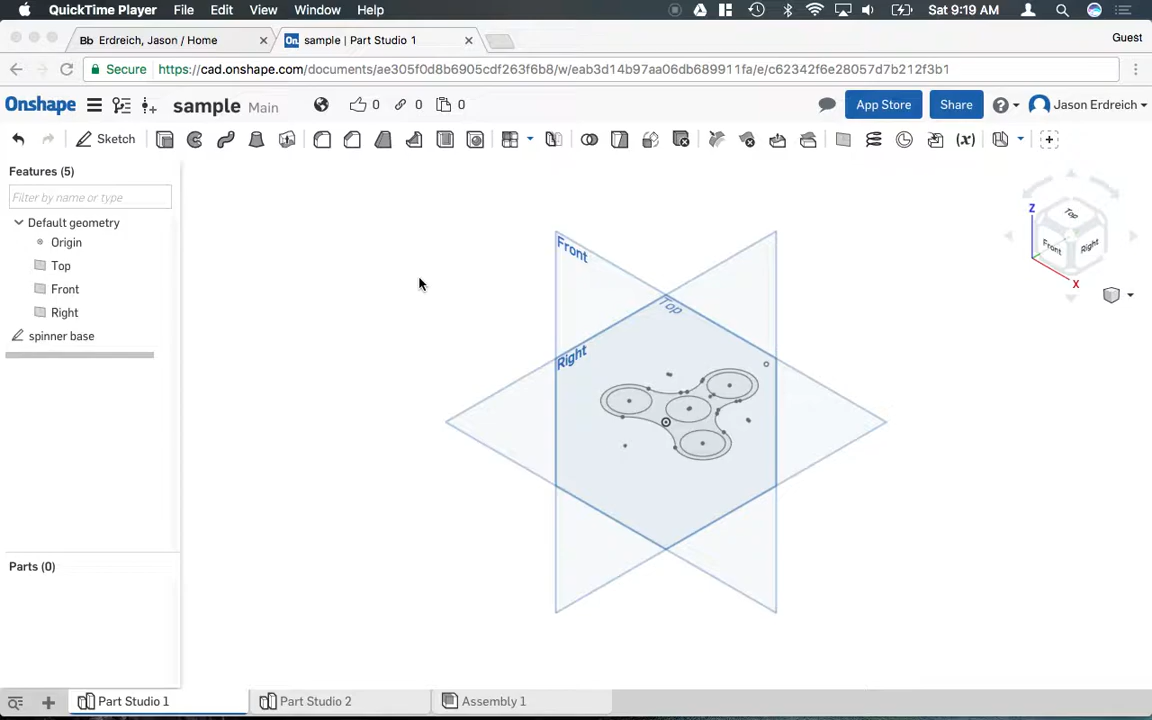 QuickTime Player File Edit View Window Help Sat 9:19 AM
Bb Erdreich, Jason / Home × On. sample | Part Studio 1 × Guest
Secure https://cad.onshape.com/documents/ae305f0d8b6905cdf263f6b8/w/eab3d14b97aa06db689911fa/e/c62342f6e28057d7b212f3b1
Onshape sample Main 0 0 0 App Store Share ? Jason Erdreich
Sketch (x)
Features (5)
Filter by name or type
Default geometry
Origin
Top
Front
Right
spinner base
Parts (0)
Front
Top
Right
Z
Top
Front
Right
X
Part Studio 1 Part Studio 2 Assembly 1